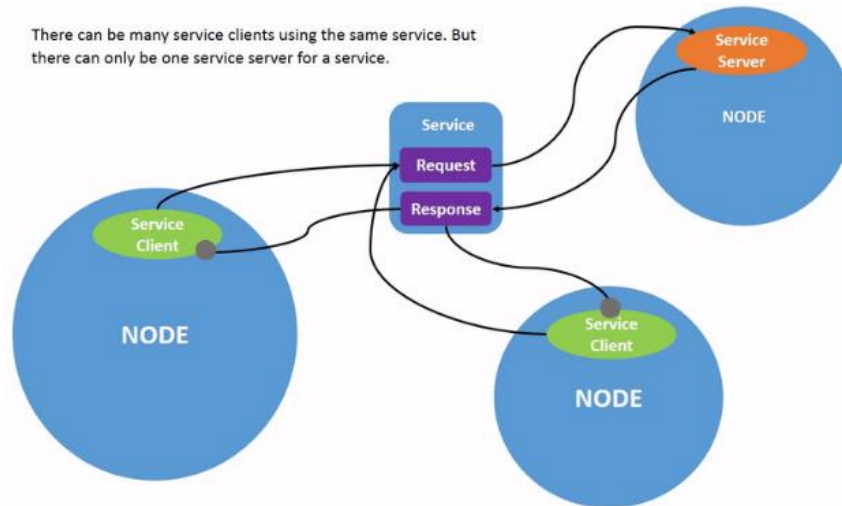 There can be many service clients using the same service. But
there can only be one service server for a service.
Service
Server
NODE
Service
Request
Response
Service
Client
NODE
Service
Client
NODE